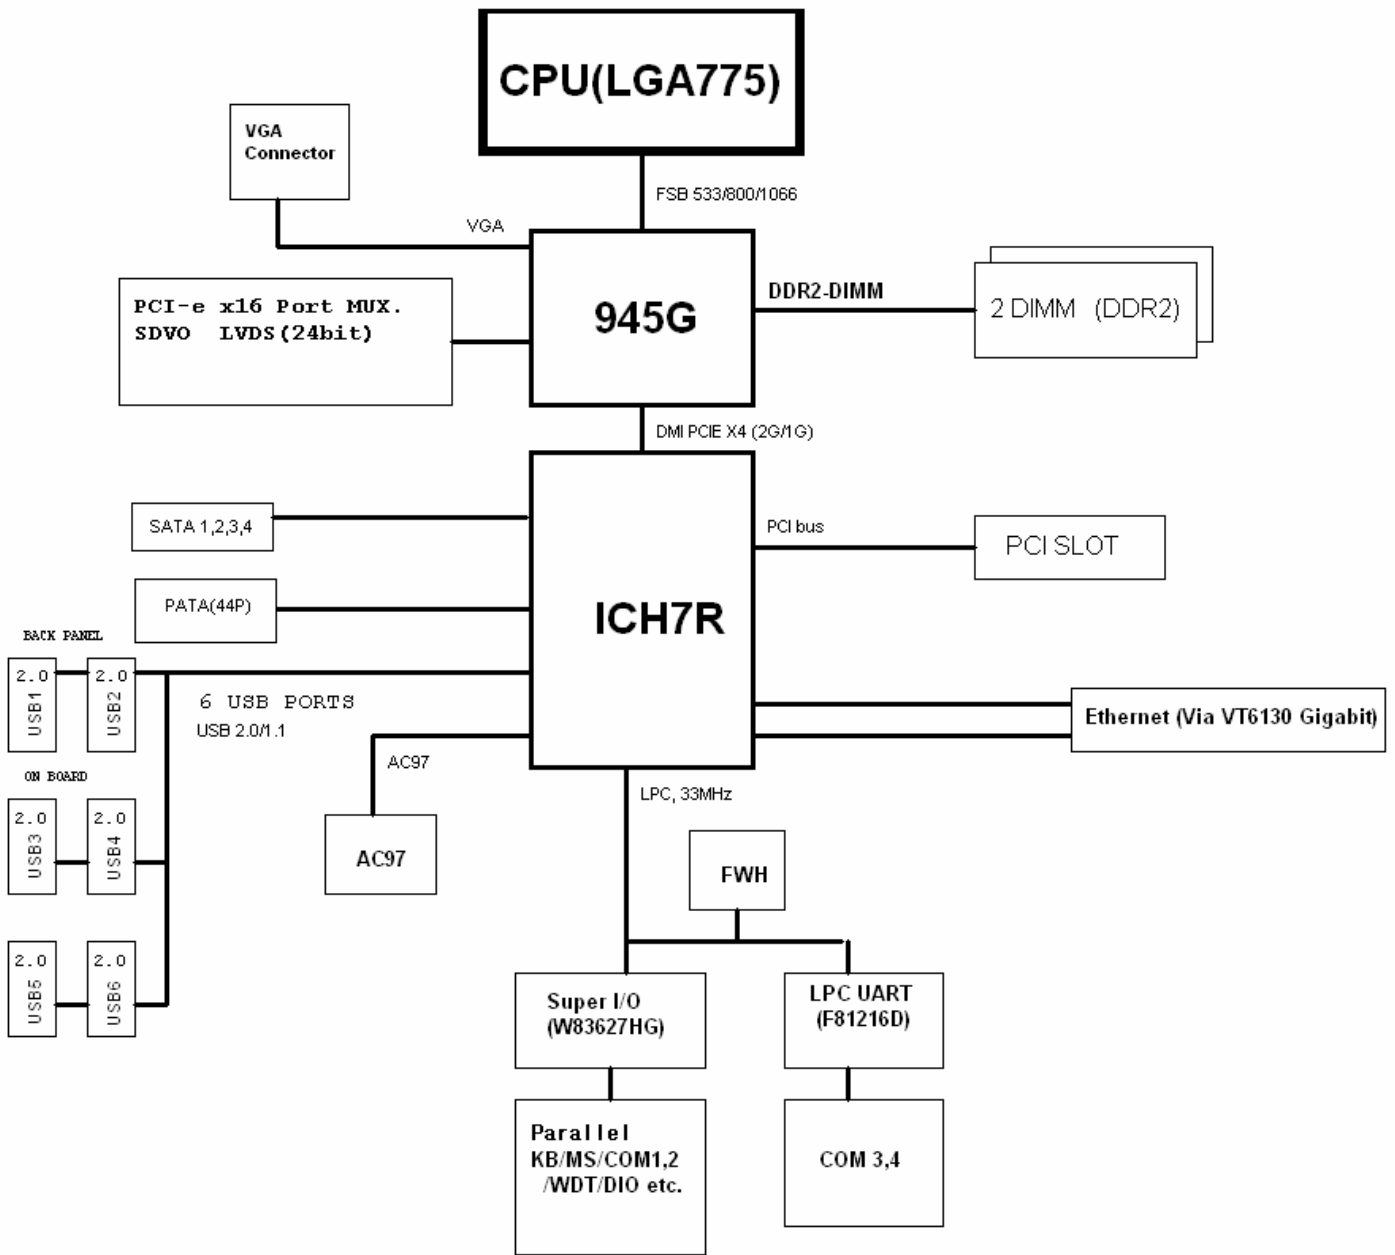 CPU(LGA775)
VGA
Connector
FSB 533/800/1066
VGA
PCI-e x16 Port MUX.
SDVO LVDS(24bit)
945G
DDR2-DIMM
2 DIMM (DDR2)
DMI PCIE X4 (2G/1G)
SATA 1,2,3,4
PCI bus
PCI SLOT
PATA(44P)
ICH7R
BACK PANEL
2.0
USB1
2.0
USB2
6 USB PORTS
USB 2.0/1.1
Ethernet (Via VT6130 Gigabit)
AC97
ON BOARD
LPC, 33MHz
2.0
USB3
2.0
USB4
AC97
FWH
2.0
USB5
2.0
USB6
Super I/O
(W83627HG)
LPC UART
(F81216D)
Parallel
KB/MS/COM1,2
/WDT/DIO etc.
COM 3,4